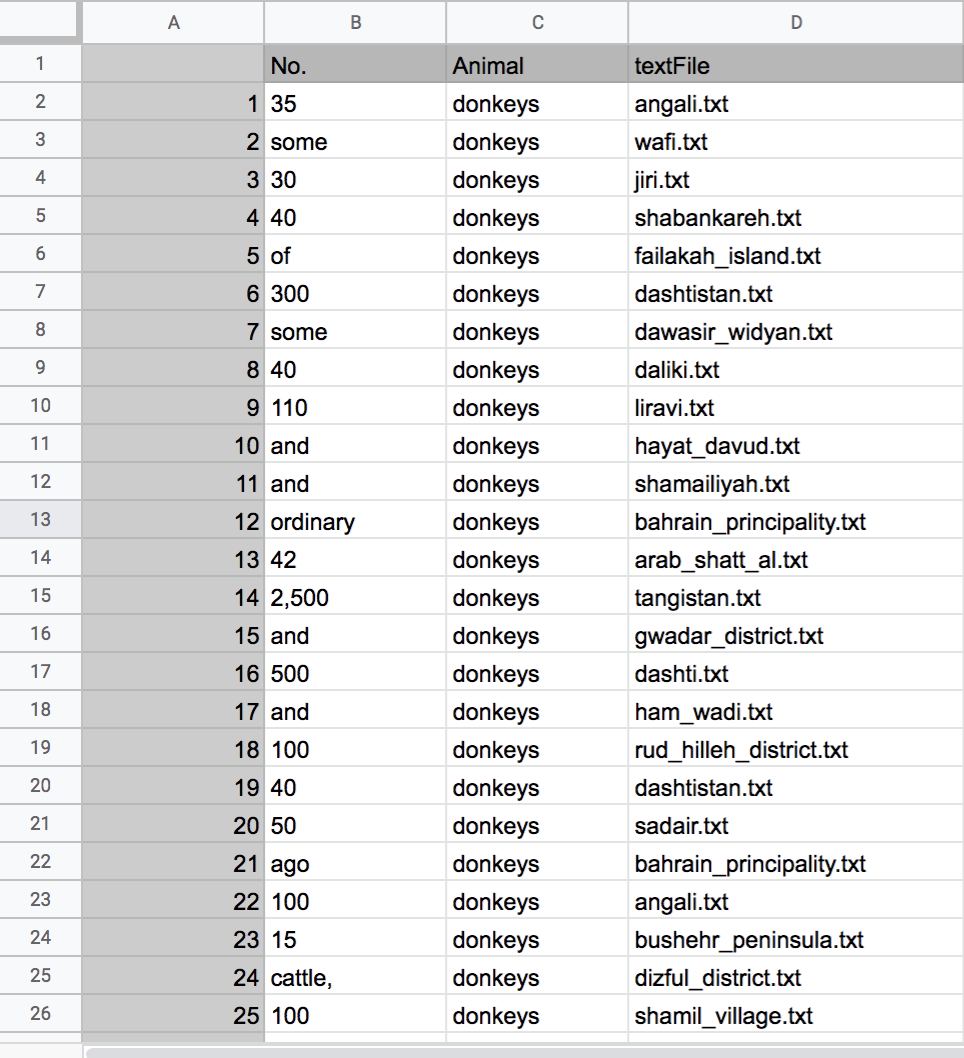 A B C D
1 No. Animal textFile
2 1 35 donkeys angali.txt
3 2 some donkeys wafi.txt
4 3 30 donkeys jiri.txt
5 4 40 donkeys shabankareh.txt
6 5 of donkeys failakah_island.txt
7 6 300 donkeys dashtistan.txt
8 7 some donkeys dawasir_widyan.txt
9 8 40 donkeys daliki.txt
10 9 110 donkeys liravi.txt
11 10 and donkeys hayat_davud.txt
12 11 and donkeys shamailiyah.txt
13 12 ordinary donkeys bahrain_principality.txt
14 13 42 donkeys arab_shatt_al.txt
15 14 2,500 donkeys tangistan.txt
16 15 and donkeys gwadar_district.txt
17 16 500 donkeys dashti.txt
18 17 and donkeys ham_wadi.txt
19 18 100 donkeys rud_hilleh_district.txt
20 19 40 donkeys dashtistan.txt
21 20 50 donkeys sadair.txt
22 21 ago donkeys bahrain_principality.txt
23 22 100 donkeys angali.txt
24 23 15 donkeys bushehr_peninsula.txt
25 24 cattle, donkeys dizful_district.txt
26 25 100 donkeys shamil_village.txt